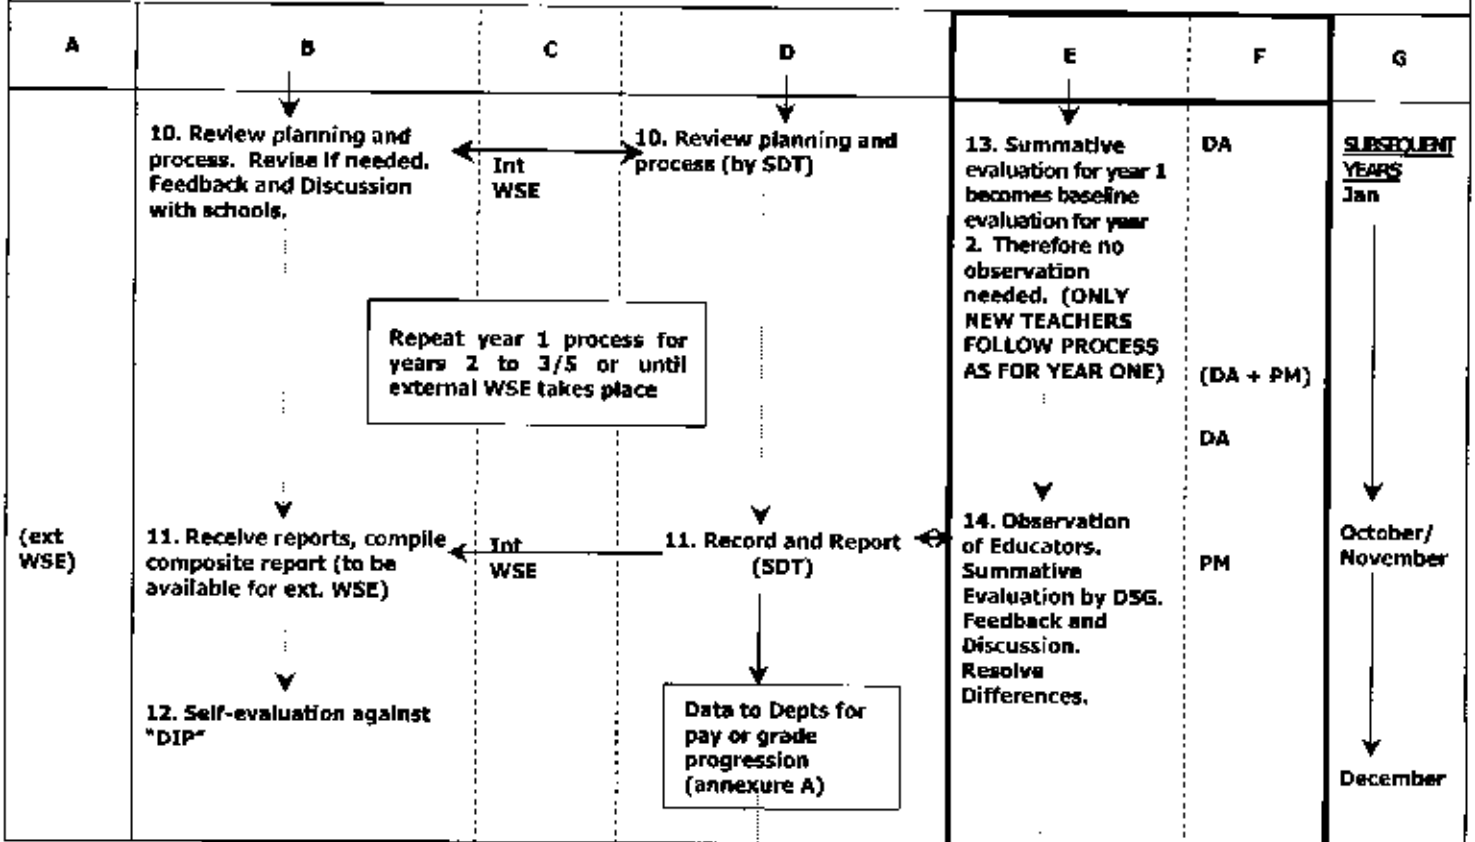 A
B
C
D
E
F
G
10. Review planning and
process. Revise if needed.
Feedback and Discussion
with schools.
Int
WSE
10. Review planning and
process (by SDT)
13. Summative
evaluation for year 1
becomes baseline
evaluation for year
2. Therefore no
observation
needed. (ONLY
NEW TEACHERS
FOLLOW PROCESS
AS FOR YEAR ONE)
DA
(DA + PM)
DA
SUBSEQUENT
YEARS
Jan
Repeat year 1 process for
years 2 to 3/5 or until
external WSE takes place
(ext
WSE)
11. Receive reports, compile
composite report (to be
available for ext. WSE)
Int
WSE
11. Record and Report
(SDT)
14. Observation
of Educators.
Summative
Evaluation by DSG.
Feedback and
Discussion.
Resolve
Differences.
PM
October/
November
12. Self-evaluation against
"DIP"
Data to Depts for
pay or grade
progression
(annexure A)
December